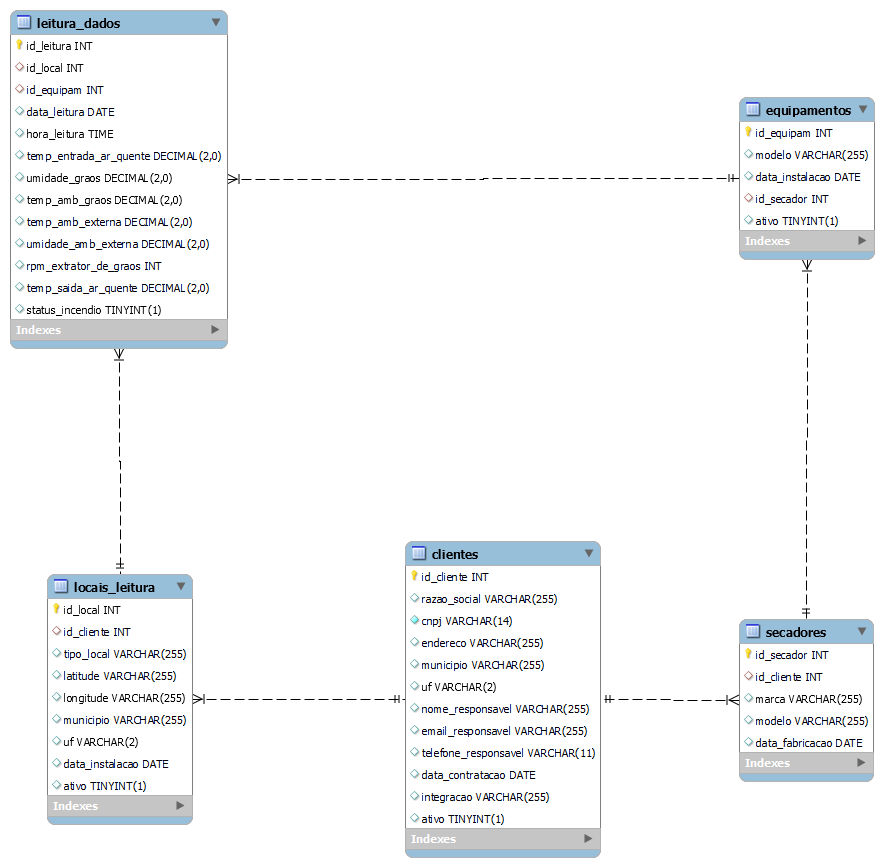 leitura_dados
id_leitura INT
id_local INT
id_equipam INT
data_leitura DATE
hora_leitura TIME
temp_entrada_ar_quente DECIMAL(2,0)
umidade_graos DECIMAL(2,0)
temp_amb_graos DECIMAL(2,0)
temp_amb_externa DECIMAL(2,0)
umidade_amb_externa DECIMAL(2,0)
rpm_extrator_de_graos INT
temp_saida_ar_quente DECIMAL(2,0)
status_incendio TINYINT(1)
Indexes
equipamentos
id_equipam INT
modelo VARCHAR(255)
data_instalacao DATE
id_secador INT
ativo TINYINT(1)
Indexes
locais_leitura
id_local INT
id_cliente INT
tipo_local VARCHAR(255)
latitude VARCHAR(255)
longitude VARCHAR(255)
municipio VARCHAR(255)
uf VARCHAR(2)
data_instalacao DATE
ativo TINYINT(1)
Indexes
clientes
id_cliente INT
razao_social VARCHAR(255)
cnpj VARCHAR(14)
endereco VARCHAR(255)
municipio VARCHAR(255)
uf VARCHAR(2)
nome_responsavel VARCHAR(255)
email_responsavel VARCHAR(255)
telefone_responsavel VARCHAR(11)
data_contratacao DATE
integracao VARCHAR(255)
ativo TINYINT(1)
Indexes
secadores
id_secador INT
id_cliente INT
marca VARCHAR(255)
modelo VARCHAR(255)
data_fabricacao DATE
Indexes